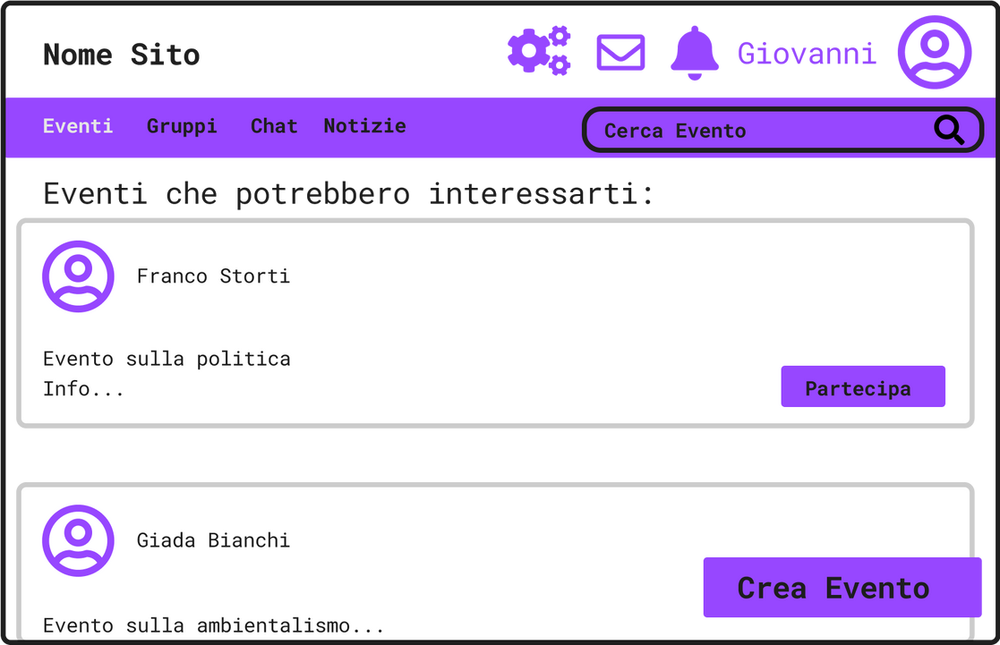 Nome Sito
Giovanni
Eventi Gruppi Chat Notizie
Cerca Evento
Eventi che potrebbero interessarti:
Franco Storti
Evento sulla politica
Info...
Partecipa
Giada Bianchi
Crea Evento
Evento sulla ambientalismo...